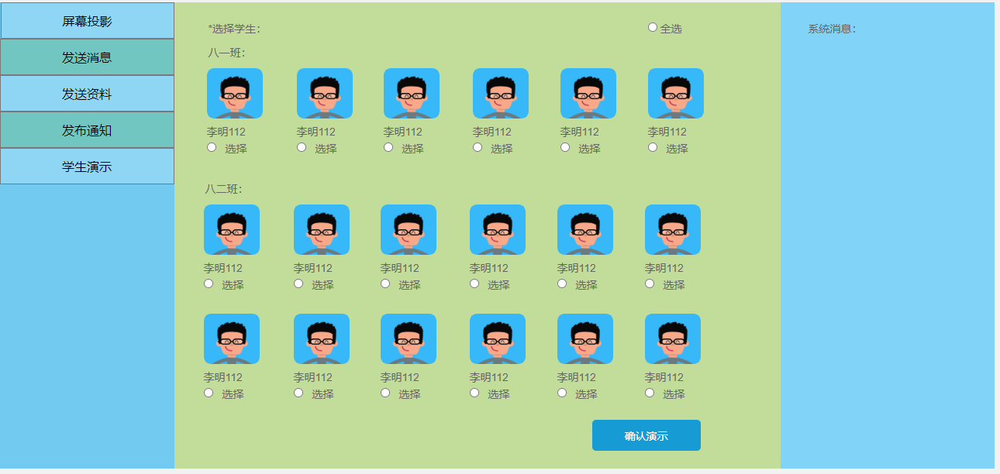 屏幕投影
发送消息
发送资料
发布通知
学生演示
*选择学生：
全选
八一班：
李明112 李明112 李明112 李明112 李明112 李明112
选择 选择 选择 选择 选择 选择
八二班：
李明112 李明112 李明112 李明112 李明112 李明112
选择 选择 选择 选择 选择 选择
李明112 李明112 李明112 李明112 李明112 李明112
选择 选择 选择 选择 选择 选择
确认演示
系统消息：